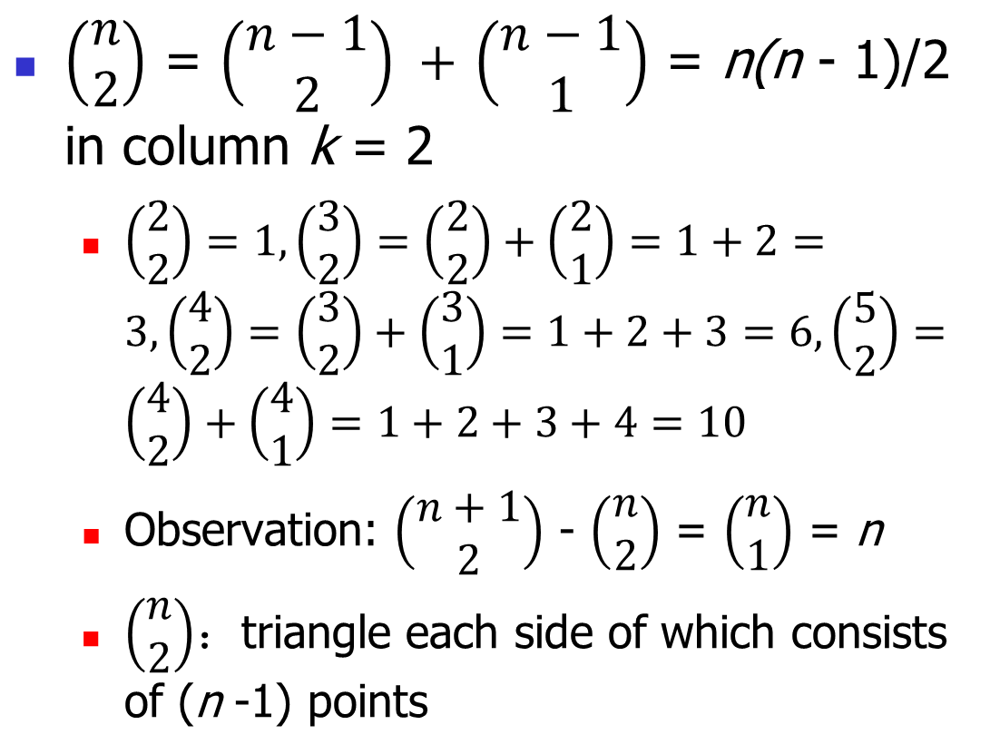 ▪ \binom{n}{2} = \binom{n-1}{2} + \binom{n-1}{1} = n(n - 1)/2
in column k = 2
▪ \binom{2}{2} = 1, \binom{3}{2} = \binom{2}{2} + \binom{2}{1} = 1 + 2 =
3, \binom{4}{2} = \binom{3}{2} + \binom{3}{1} = 1 + 2 + 3 = 6, \binom{5}{2} =
\binom{4}{2} + \binom{4}{1} = 1 + 2 + 3 + 4 = 10
▪ Observation: \binom{n+1}{2} - \binom{n}{2} = \binom{n}{1} = n
▪ \binom{n}{2}：triangle each side of which consists
of (n -1) points